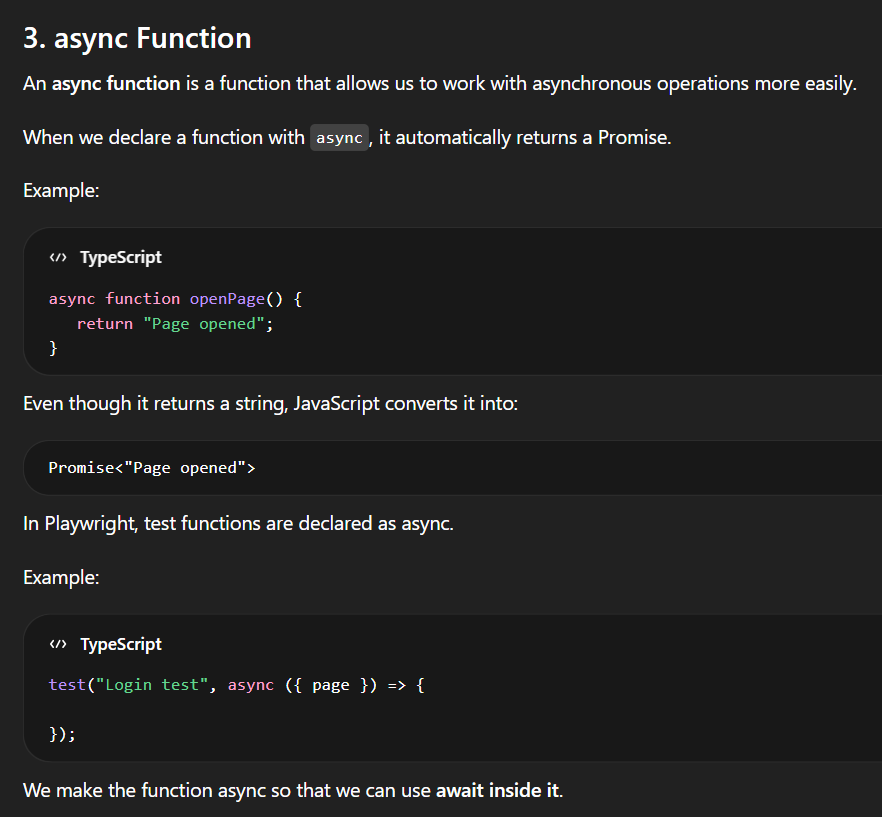 3. async Function
An async function is a function that allows us to work with asynchronous operations more easily.
When we declare a function with async, it automatically returns a Promise.
Example:
</> TypeScript
async function openPage() {
   return "Page opened";
}
Even though it returns a string, JavaScript converts it into:
Promise<"Page opened">
In Playwright, test functions are declared as async.
Example:
</> TypeScript
test("Login test", async ({ page }) => {
});
We make the function async so that we can use await inside it.